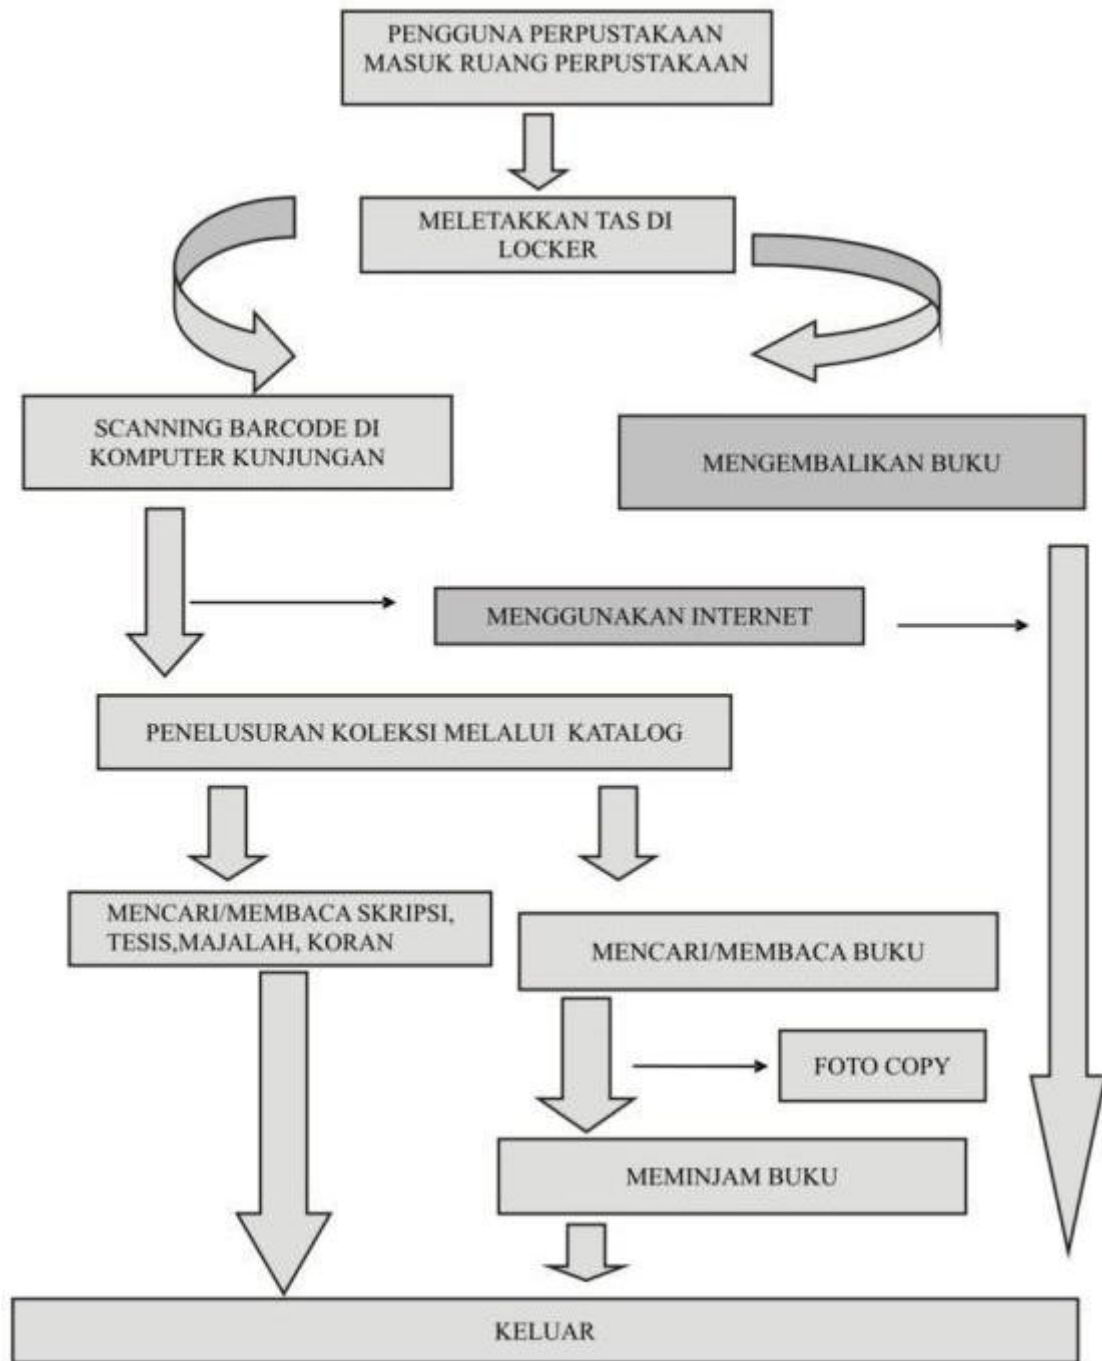 PENGGUNA PERPUSTAKAAN
MASUK RUANG PERPUSTAKAAN
MELETAKKAN TAS DI
LOCKER
SCANNING BARCODE DI
KOMPUTER KUNJUNGAN
MENGEMBALIKAN BUKU
MENGGUNAKAN INTERNET
PENELUSURAN KOLEKSI MELALUI KATALOG
MENCARI/MEMBACA SKRIPSI,
TESIS,MAJALAH, KORAN
MENCARI/MEMBACA BUKU
FOTO COPY
MEMINJAM BUKU
KELUAR